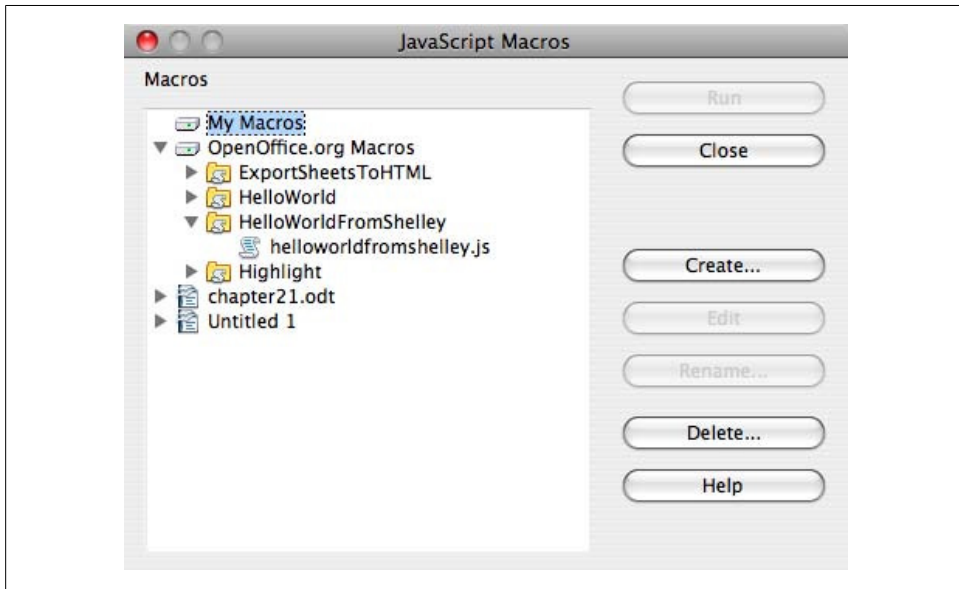 JavaScript Macros
Macros
My Macros
OpenOffice.org Macros
ExportSheetsToHTML
HelloWorld
HelloWorldFromShelley
helloworldfromshelley.js
Highlight
chapter21.odt
Untitled 1
Run
Close
Create...
Edit
Rename...
Delete...
Help